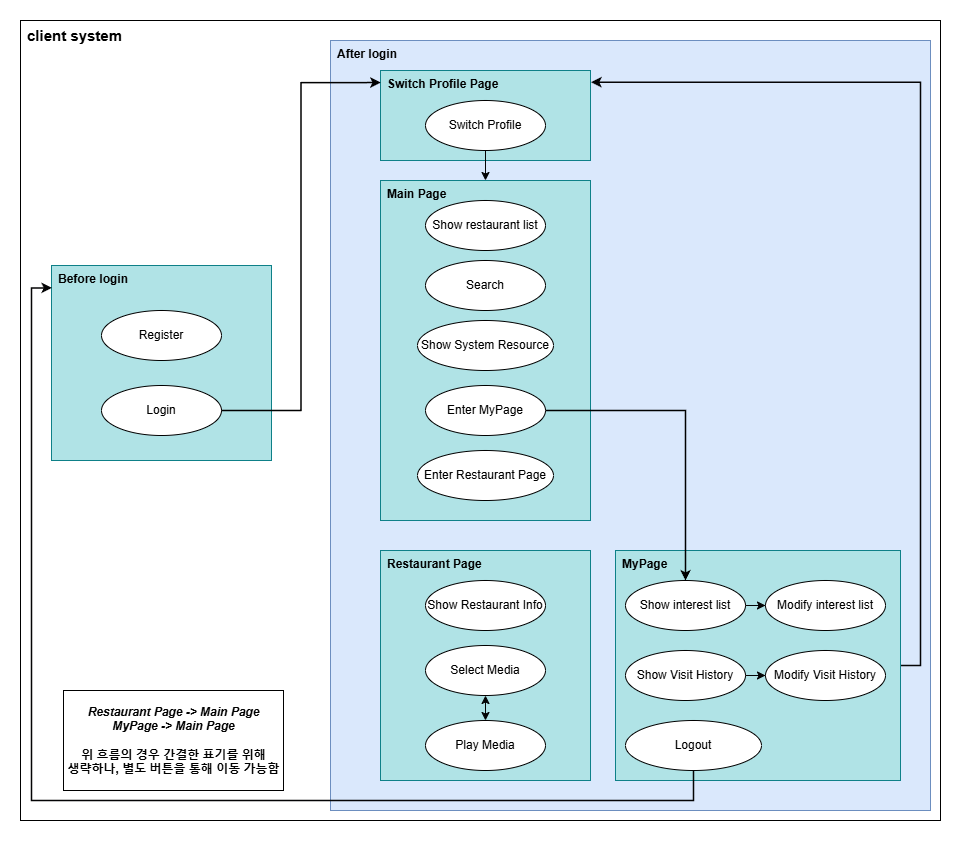 client system
After login
Switch Profile Page
Switch Profile
Main Page
Show restaurant list
Search
Show System Resource
Enter MyPage
Enter Restaurant Page
Before login
Register
Login
Restaurant Page
Show Restaurant Info
Select Media
Play Media
MyPage
Show interest list
Modify interest list
Show Visit History
Modify Visit History
Logout
Restaurant Page -> Main Page
MyPage -> Main Page
위 흐름의 경우 간결한 표기를 위해
생략하나, 별도 버튼을 통해 이동 가능함